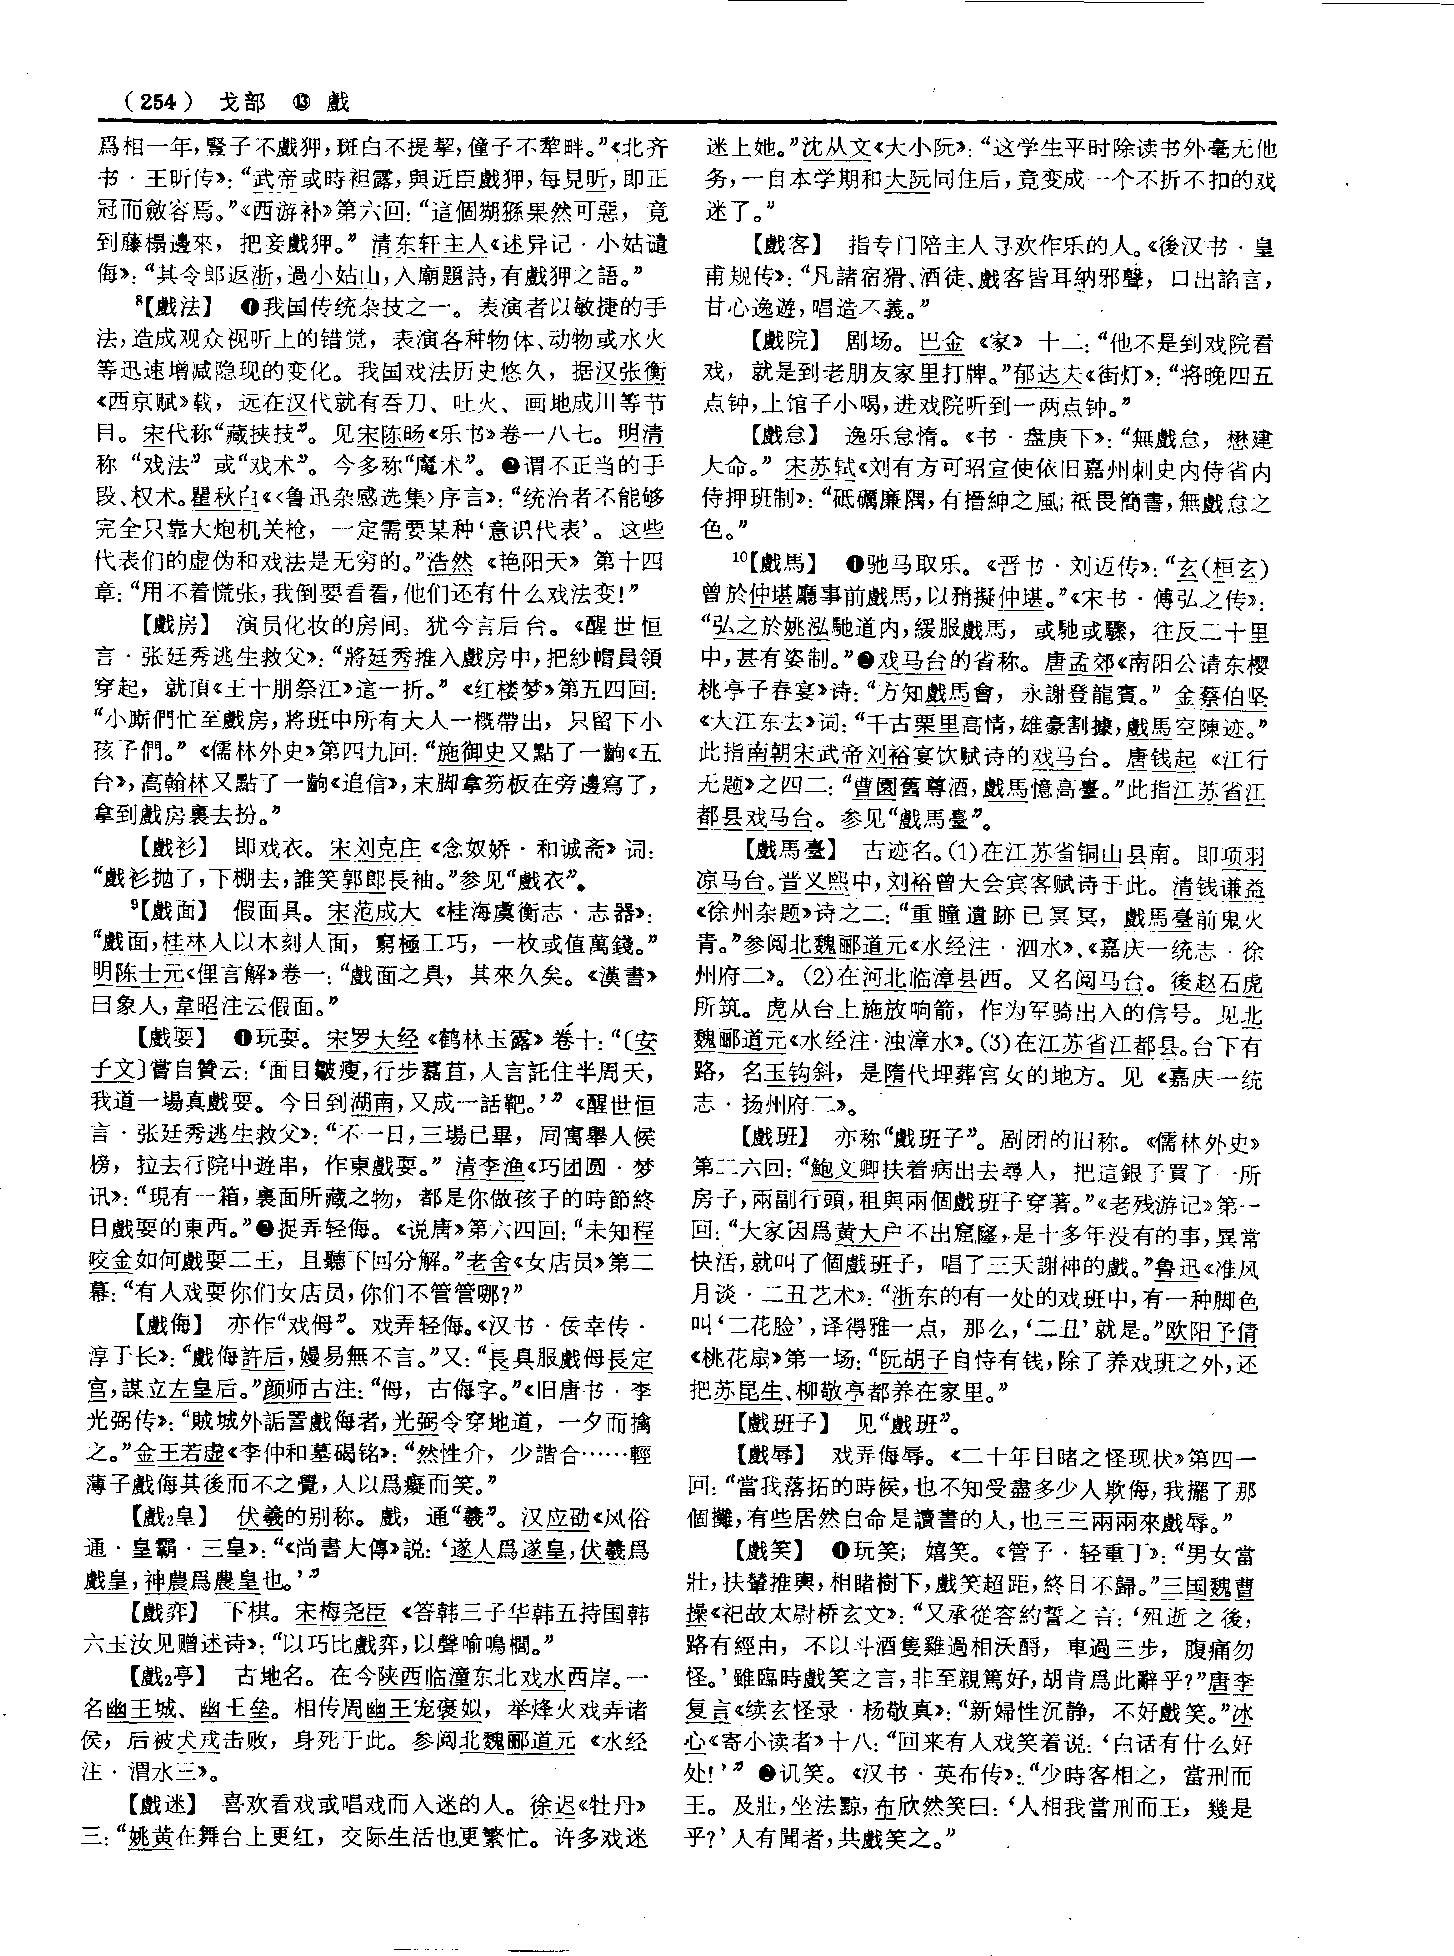 （254） 戈部 ⑬ 戲
爲相一年，豎子不戲狎，斑白不提挈，僮子不犂畔。”《北齐
书·王昕传》：“武帝或時袒露，與近臣戲狎，每見昕，即正
冠而斂容焉。”《西游补》第六回：“這個猢猻果然可惡，竟
到藤榻邊來，把妾戲狎。” 清东轩主人《述异记·小姑谴
侮》：“其令郎返浙，過小姑山，入廟題詩，有戲狎之語。”
⁸【戲法】 ❶我国传统杂技之一。表演者以敏捷的手
法，造成观众视听上的错觉，表演各种物体、动物或水火
等迅速增减隐现的变化。我国戏法历史悠久，据汉张衡
《西京赋》载，远在汉代就有吞刀、吐火、画地成川等节
目。宋代称“藏挟技”。见宋陈旸《乐书》卷一八七。明清
称“戏法”或“戏术”。今多称“魔术”。❷谓不正当的手
段、权术。瞿秋白《〈鲁迅杂感选集〉序言》：“统治者不能够
完全只靠大炮机关枪，一定需要某种‘意识代表’。这些
代表们的虚伪和戏法是无穷的。”浩然《艳阳天》第十四
章：“用不着慌张，我倒要看看，他们还有什么戏法变！”
【戲房】 演员化妆的房间，犹今言后台。《醒世恒
言·张廷秀逃生救父》：“將廷秀推入戲房中，把紗帽員領
穿起，就頂《王十朋祭江》這一折。”《红楼梦》第五四回：
“小廝們忙至戲房，將班中所有大人一概帶出，只留下小
孩子們。”《儒林外史》第四九回：“施御史又點了一齣《五
台》，高翰林又點了一齣《追信》，末脚拿笏板在旁邊寫了，
拿到戲房裏去扮。”
【戲衫】 即戏衣。宋刘克庄《念奴娇·和诚斋》词：
“戲衫抛了，下棚去，誰笑郭郎長袖。”参见“戲衣”。
⁹【戲面】 假面具。宋范成大《桂海虞衡志·志器》：
“戲面，桂林人以木刻人面，窮極工巧，一枚或值萬錢。”
明陈士元《俚言解》卷一：“戲面之具，其來久矣。《漢書》
曰象人，韋昭注云假面。”
【戲耍】 ❶玩耍。宋罗大经《鹤林玉露》卷十：“〔安
子文〕嘗自贊云：‘面目皺瘦，行步藞苴，人言託住半周天，
我道一場真戲耍。今日到湖南，又成一話靶。’”《醒世恒
言·张廷秀逃生救父》：“不一日，三場已畢，同寓舉人候
榜，拉去行院中遊串，作東戲耍。”清李渔《巧团圆·梦
讯》：“現有一箱，裏面所藏之物，都是你做孩子的時節終
日戲耍的東西。”❷捉弄轻侮。《说唐》第六四回：“未知程
咬金如何戲耍二王，且聽下回分解。”老舍《女店员》第二
幕：“有人戏耍你们女店员，你们不管管哪？”
【戲侮】 亦作“戏侮”。戏弄轻侮。《汉书·佞幸传·
淳于长》：“戲侮許后，嫚易無不言。”又：“長具服戲侮長定
宫，謀立左皇后。”颜师古注：“侮，古侮字。”《旧唐书·李
光弼传》：“賊城外詬詈戲侮者，光弼令穿地道，一夕而擒
之。”金王若虚《李仲和墓碣铭》：“然性介，少諧合……輕
薄子戲侮其後而不之覺，人以爲癡而笑。”
【戲₂皇】 伏羲的别称。戲，通“羲”。汉应劭《风俗
通·皇霸·三皇》：“《尚書大傳》説：‘遂人爲遂皇，伏羲爲
戲皇，神農爲農皇也。’”
【戲弈】 下棋。宋梅尧臣《答韩三子华韩五持国韩
六玉汝见赠述诗》：“以巧比戲弈，以聲喻鳴櫚。”
【戲₂亭】 古地名。在今陕西临潼东北戏水西岸。一
名幽王城、幽王垒。相传周幽王宠褒姒，举烽火戏弄诸
侯，后被犬戎击败，身死于此。参阅北魏郦道元《水经
注·渭水三》。
【戲迷】 喜欢看戏或唱戏而入迷的人。徐迟《牡丹》
三：“姚黄在舞台上更红，交际生活也更繁忙。许多戏迷
迷上她。”沈从文《大小阮》：“这学生平时除读书外毫无他
务，一自本学期和大阮同住后，竟变成一个不折不扣的戏
迷了。”
【戲客】 指专门陪主人寻欢作乐的人。《後汉书·皇
甫规传》：“凡諸宿猾、酒徒、戲客皆耳纳邪聲，口出諂言，
甘心逸遊，唱造不義。”
【戲院】 剧场。巴金《家》十二：“他不是到戏院看
戏，就是到老朋友家里打牌。”郁达夫《街灯》：“将晚四五
点钟，上馆子小喝，进戏院听到一两点钟。”
【戲怠】 逸乐怠惰。《书·盘庚下》：“無戲怠，懋建
大命。”宋苏轼《刘有方可昭宣使依旧嘉州刺史内侍省内
侍押班制》：“砥礪廉隅，有搢紳之風；祗畏簡書，無戲怠之
色。”
¹⁰【戲馬】 ❶驰马取乐。《晋书·刘迈传》：“玄（桓玄）
曾於仲堪廳事前戲馬，以矟擬仲堪。”《宋书·傅弘之传》：
“弘之於姚泓馳道内，緩服戲馬，或馳或驟，往反二十里
中，甚有姿制。”❷戏马台的省称。唐孟郊《南阳公请东樱
桃亭子春宴》诗：“方知戲馬會，永謝登龍賓。”金蔡伯坚
《大江东去》词：“千古栗里高情，雄豪割據，戲馬空陳迹。”
此指南朝宋武帝刘裕宴饮赋诗的戏马台。唐钱起《江行
无题》之四二：“曹園舊尊酒，戲馬憶高臺。”此指江苏省江
都县戏马台。参见“戲馬臺”。
【戲馬臺】 古迹名。(1)在江苏省铜山县南。即项羽
凉马台。晋义熙中，刘裕曾大会宾客赋诗于此。清钱谦益
《徐州杂题》诗之二：“重瞳遺跡已冥冥，戲馬臺前鬼火
青。”参阅北魏郦道元《水经注·泗水》、《嘉庆一统志·徐
州府二》。(2)在河北临漳县西。又名阅马台。後赵石虎
所筑。虎从台上施放响箭，作为军骑出入的信号。见北
魏郦道元《水经注·浊漳水》。(3)在江苏省江都县。台下有
路，名玉钩斜，是隋代埋葬宫女的地方。见《嘉庆一统
志·扬州府二》。
【戲班】 亦称“戲班子”。剧团的旧称。《儒林外史》
第二六回：“鮑文卿扶着病出去尋人，把這銀子買了一所
房子，兩副行頭，租與兩個戲班子穿著。”《老残游记》第一
回：“大家因爲黄大户不出窟窿，是十多年没有的事，異常
快活，就叫了個戲班子，唱了三天謝神的戲。”鲁迅《准风
月谈·二丑艺术》：“浙东的有一处的戏班中，有一种脚色
叫‘二花脸’，译得雅一点，那么，‘二丑’就是。”欧阳予倩
《桃花扇》第一场：“阮胡子自恃有钱，除了养戏班之外，还
把苏昆生、柳敬亭都养在家里。”
【戲班子】 见“戲班”。
【戲辱】 戏弄侮辱。《二十年目睹之怪现状》第四一
回：“當我落拓的時候，也不知受盡多少人欺侮，我擺了那
個攤，有些居然自命是讀書的人，也三三兩兩來戲辱。”
【戲笑】 ❶玩笑；嬉笑。《管子·轻重丁》：“男女當
壯，扶輦推輿，相睹樹下，戲笑超距，終日不歸。”三国魏曹
操《祀故太尉桥玄文》：“又承從容約誓之言：‘殂逝之後，
路有經由，不以斗酒隻雞過相沃酹，車過三步，腹痛勿
怪。’雖臨時戲笑之言，非至親篤好，胡肯爲此辭乎？”唐李
复言《续玄怪录·杨敬真》：“新婦性沉静，不好戲笑。”冰
心《寄小读者》十八：“回来有人戏笑着说：‘白话有什么好
处！’”❷讥笑。《汉书·英布传》：“少時客相之，當刑而
王。及壯，坐法黥，布欣然笑曰：‘人相我當刑而王，幾是
乎？’人有聞者，共戲笑之。”